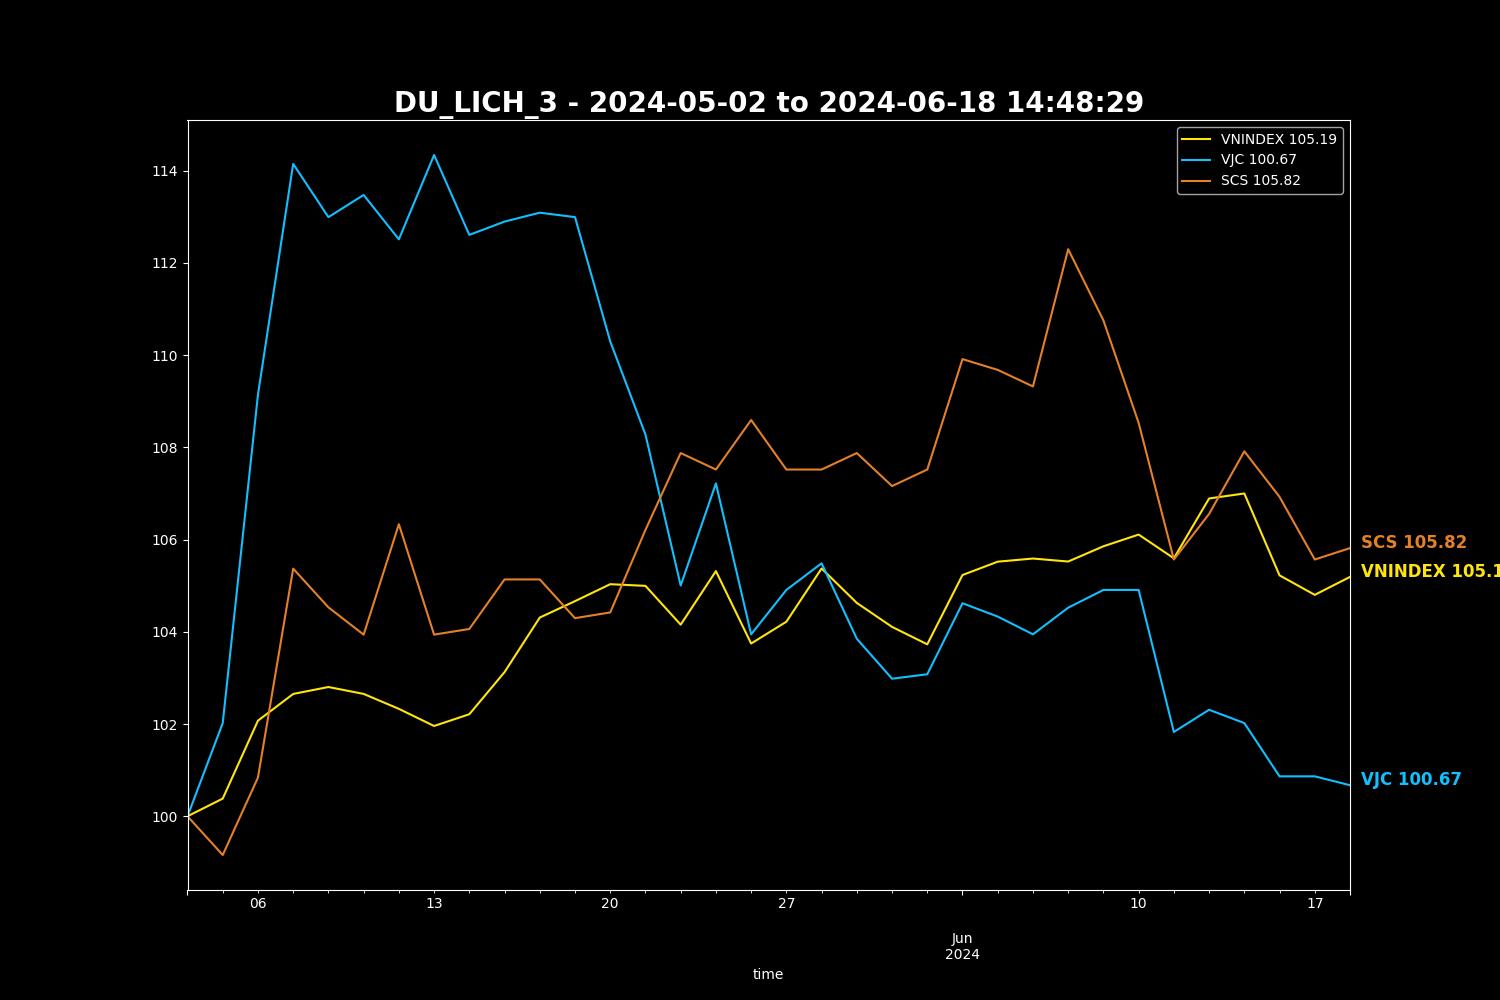 DU_LICH_3 - 2024-05-02 to 2024-06-18 14:48:29
VNINDEX 105.19
VJC 100.67
SCS 105.82
114
112
110
108
106
104
102
100
SCS 105.82
VNINDEX 105.1
VJC 100.67
06 13 20 27 10 17
Jun
2024
time